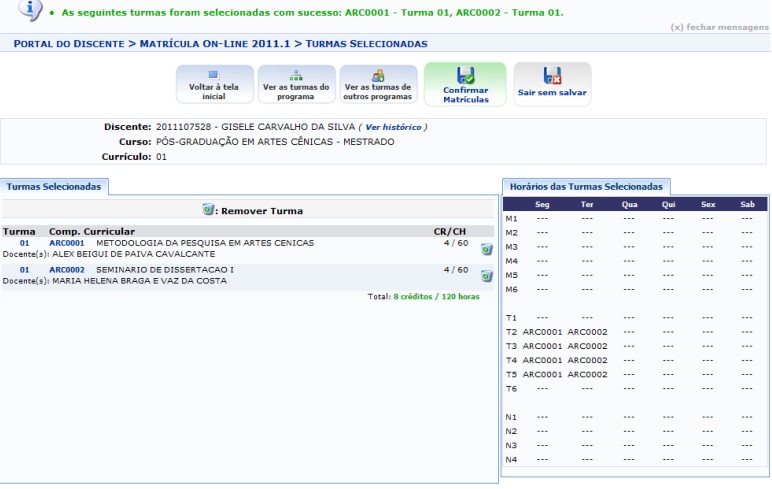 • As seguintes turmas foram selecionadas com sucesso: ARC0001 - Turma 01, ARC0002 - Turma 01.
(x) fechar mensagens
PORTAL DO DISCENTE > MATRÍCULA ON-LINE 2011.1 > TURMAS SELECIONADAS
Voltar à tela inicial
Ver as turmas do programa
Ver as turmas de outros programas
Confirmar Matrículas
Sair sem salvar
Discente: 2011107528 - GISELE CARVALHO DA SILVA ( Ver histórico )
Curso: PÓS-GRADUAÇÃO EM ARTES CÊNICAS - MESTRADO
Currículo: 01
Turmas Selecionadas
: Remover Turma
Turma Comp. Curricular CR/CH
01 ARC0001 METODOLOGIA DA PESQUISA EM ARTES CENICAS 4 / 60
Docente(s): ALEX BEIGUI DE PAIVA CAVALCANTE
01 ARC0002 SEMINARIO DE DISSERTACAO I 4 / 60
Docente(s): MARIA HELENA BRAGA E VAZ DA COSTA
Total: 8 créditos / 120 horas
Horários das Turmas Selecionadas
Seg Ter Qua Qui Sex Sab
M1 --- --- --- --- --- ---
M2 --- --- --- --- --- ---
M3 --- --- --- --- --- ---
M4 --- --- --- --- --- ---
M5 --- --- --- --- --- ---
M6 --- --- --- --- --- ---
T1 --- --- --- --- --- ---
T2 ARC0001 ARC0002 --- --- --- ---
T3 ARC0001 ARC0002 --- --- --- ---
T4 ARC0001 ARC0002 --- --- --- ---
T5 ARC0001 ARC0002 --- --- --- ---
T6 --- --- --- --- --- ---
N1 --- --- --- --- --- ---
N2 --- --- --- --- --- ---
N3 --- --- --- --- --- ---
N4 --- --- --- --- --- ---